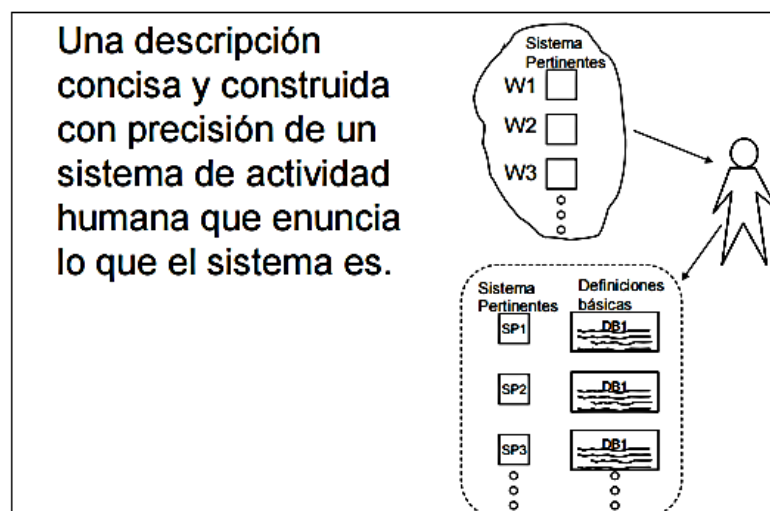 Una descripción
concisa y construida
con precisión de un
sistema de actividad
humana que enuncia
lo que el sistema es.
Sistema
Pertinentes
W1
W2
W3
Sistema
Pertinentes
Definiciones
básicas
SP1
DB1
SP2
DB1
SP3
DB1